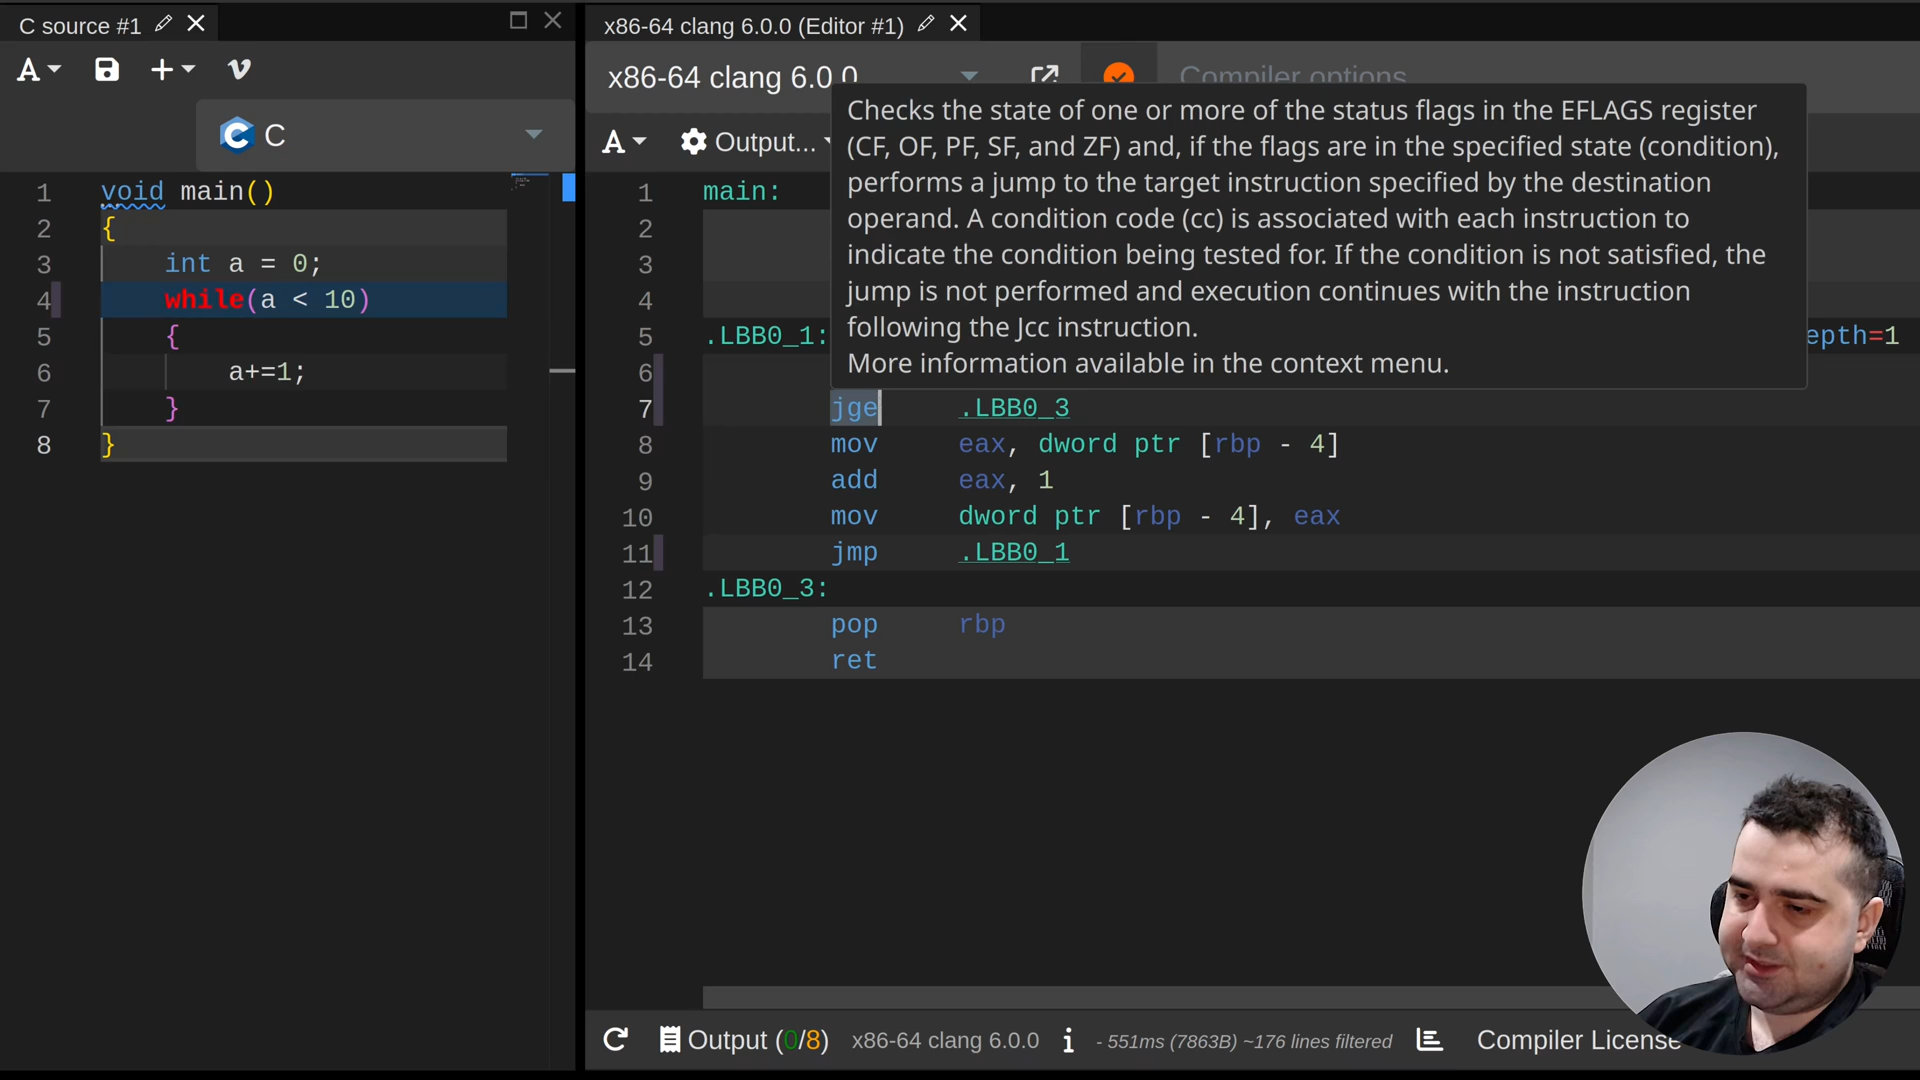 C source #1
x86-64 clang 6.0.0 (Editor #1)
A
C
x86-64 clang 6.0.0
Compiler options
A
Output...
Checks the state of one or more of the status flags in the EFLAGS register
(CF, OF, PF, SF, and ZF) and, if the flags are in the specified state (condition),
performs a jump to the target instruction specified by the destination
operand. A condition code (cc) is associated with each instruction to
indicate the condition being tested for. If the condition is not satisfied, the
jump is not performed and execution continues with the instruction
following the Jcc instruction.
More information available in the context menu.
1 void main()
2 {
3 int a = 0;
4 while(a < 10)
5 {
6 a+=1;
7 }
8 }
1 main:
2
3
4
5 .LBB0_1: epth=1
6
7 jge .LBB0_3
8 mov eax, dword ptr [rbp - 4]
9 add eax, 1
10 mov dword ptr [rbp - 4], eax
11 jmp .LBB0_1
12 .LBB0_3:
13 pop rbp
14 ret
Output (0/8) x86-64 clang 6.0.0 i - 551ms (7863B) ~176 lines filtered Compiler License